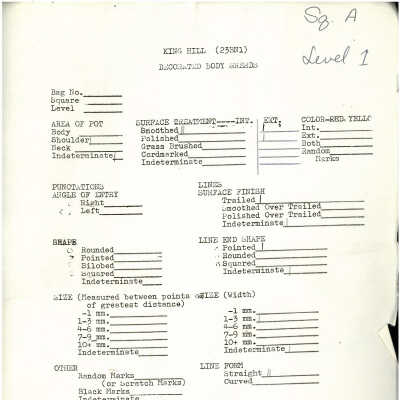 Sq. A
Level 1
KING HILL (23BN1)
DECORATED BODY SHERDS
Bag No.
Square
Level
AREA OF POT
Body
Shoulder
Neck
Indeterminate
SURFACE TREATMENT----INT. EXT.
Smoothed
Polished
Grass Brushed
Cordmarked
Indeterminate
COLOR-RED, YELLO
Int.
Ext.
Both
Random
Marks
PUNCTATIONS
ANGLE OF ENTRY
Right
Left
LINES
SURFACE FINISH
Trailed
Smoothed Over Trailed
Polished Over Trailed
Indeterminate
SHAPE
Rounded
Pointed
Bilobed
Squared
Indeterminate
LINE END SHAPE
Pointed
Rounded
Squared
Indeterminate
SIZE (Measured between points
of greatest distance)
-1 mm.
1-3 mm.
4-6 mm.
7-9 mm.
10+ mm.
Indeterminate
SIZE (Width)
-1 mm.
1-3 mm.
4-6 mm.
7-9 mm.
10+ mm.
Indeterminate
OTHER
Random Marks
(or Scratch Marks)
Black Marks
Indeterminate
LINE FORM
Straight
Curved